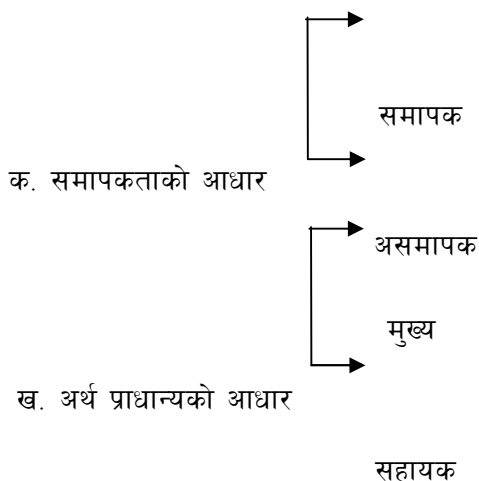 समापक
क. समापकताको आधार
असमापक
मुख्य
ख. अर्थ प्राधान्यको आधार
सहायक